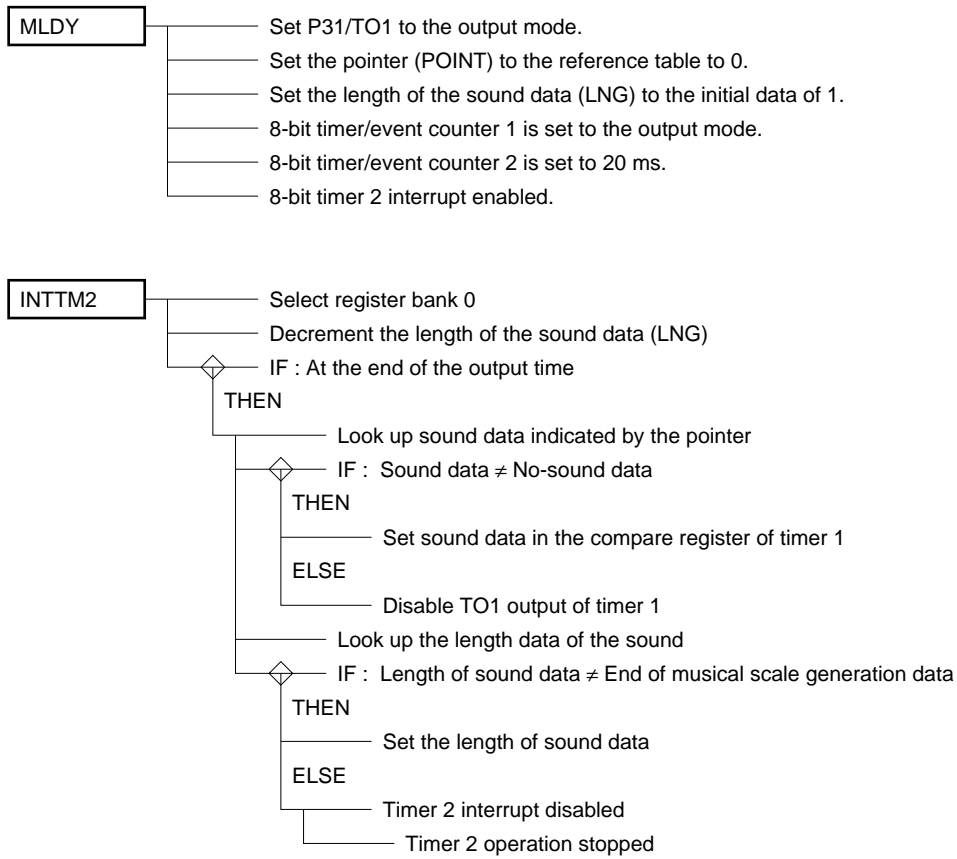 MLDY
Set P31/TO1 to the output mode.
Set the pointer (POINT) to the reference table to 0.
Set the length of the sound data (LNG) to the initial data of 1.
8-bit timer/event counter 1 is set to the output mode.
8-bit timer/event counter 2 is set to 20 ms.
8-bit timer 2 interrupt enabled.
INTTM2
Select register bank 0
Decrement the length of the sound data (LNG)
IF : At the end of the output time
THEN
Look up sound data indicated by the pointer
IF : Sound data ≠ No-sound data
THEN
Set sound data in the compare register of timer 1
ELSE
Disable TO1 output of timer 1
Look up the length data of the sound
IF : Length of sound data ≠ End of musical scale generation data
THEN
Set the length of sound data
ELSE
Timer 2 interrupt disabled
Timer 2 operation stopped